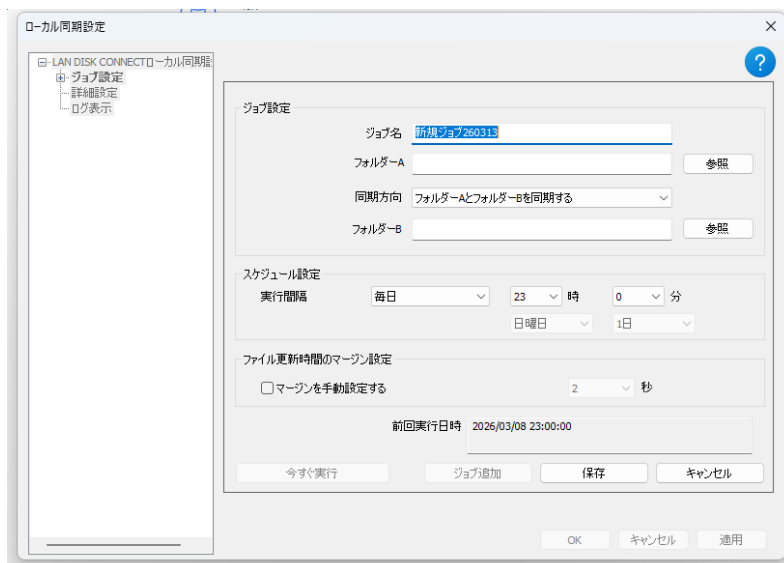 ローカル同期設定
LAN DISK CONNECTローカル同期設
ジョブ設定
詳細設定
ログ表示
?
ジョブ設定
ジョブ名 新規ジョブ260313
フォルダーA 参照
同期方向 フォルダーAとフォルダーBを同期する
フォルダーB 参照
スケジュール設定
実行間隔 毎日 23 時 0 分
日曜日 1日
ファイル更新時間のマージン設定
マージンを手動設定する 2 秒
前回実行日時 2026/03/08 23:00:00
今すぐ実行 ジョブ追加 保存 キャンセル
OK キャンセル 適用